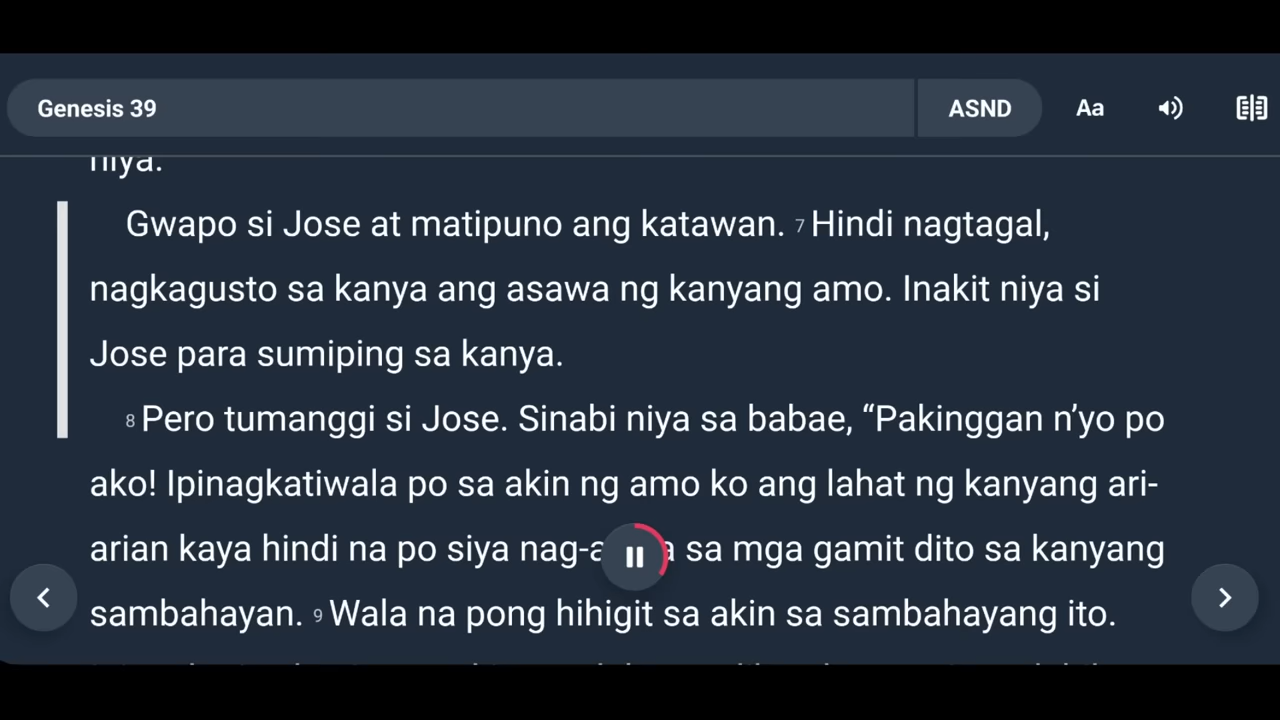 Genesis 39
ASND
Aa
niya.
Gwapo si Jose at matipuno ang katawan. 7 Hindi nagtagal,
nagkagusto sa kanya ang asawa ng kanyang amo. Inakit niya si
Jose para sumiping sa kanya.
8 Pero tumanggi si Jose. Sinabi niya sa babae, “Pakinggan n’yo po
ako! Ipinagkatiwala po sa akin ng amo ko ang lahat ng kanyang ari-
arian kaya hindi na po siya sa mga gamit dito sa kanyang
sambahayan. 9 Wala na pong hihigit sa akin sa sambahayang ito.